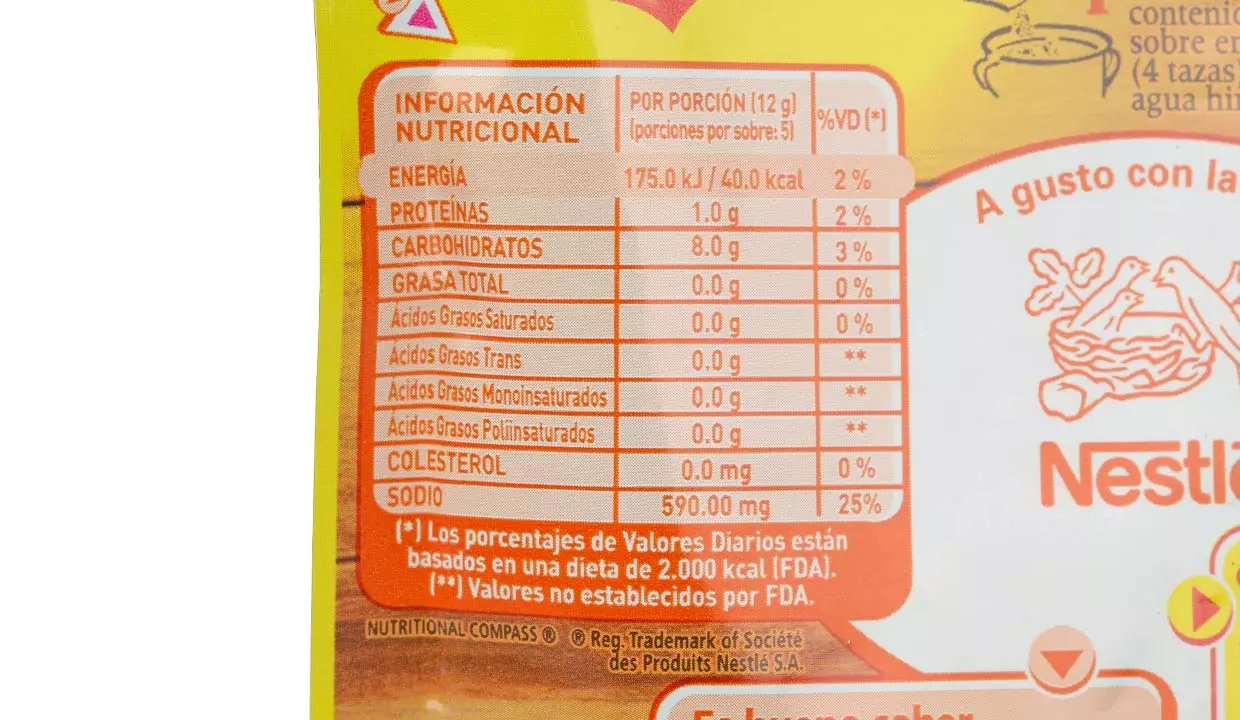 contenid
sobre en
(4 tazas)
agua hi
INFORMACIÓN
NUTRICIONAL
POR PORCIÓN (12 g)
(porciones por sobre: 5)
%VD (*)
ENERGÍA 175.0 kJ / 40.0 kcal 2 %
PROTEÍNAS 1.0 g 2 %
CARBOHIDRATOS 8.0 g 3 %
GRASA TOTAL 0.0 g 0 %
Ácidos Grasos Saturados 0.0 g 0 %
Ácidos Grasos Trans 0.0 g **
Ácidos Grasos Monoinsaturados 0.0 g **
Ácidos Grasos Poliinsaturados 0.0 g **
COLESTEROL 0.0 mg 0 %
SODIO 590.00 mg 25%
(*) Los porcentajes de Valores Diarios están
basados en una dieta de 2.000 kcal (FDA).
(**) Valores no establecidos por FDA.
NUTRITIONAL COMPASS ® ® Reg. Trademark of Société
des Produits Nestlé S.A.
A gusto con la
Nestlé
Es bueno saber